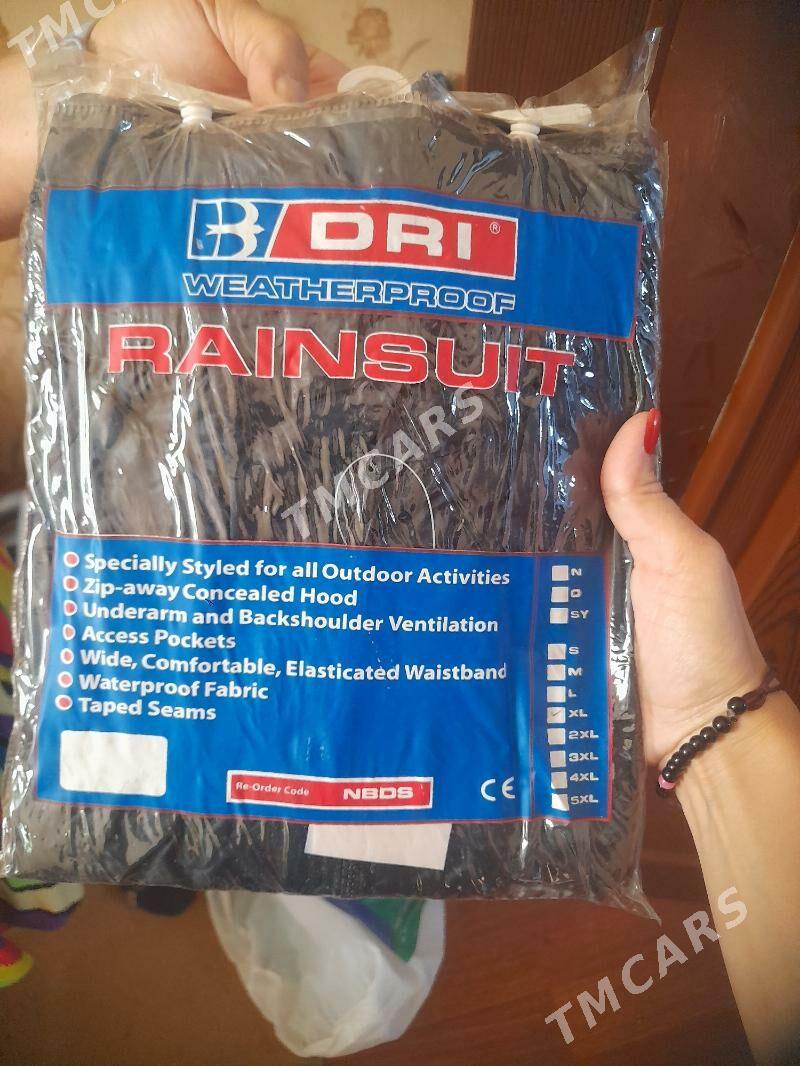 TMCARS
B DRI ®
WEATHERPROOF
RAINSUIT
TMCARS
Specially Styled for all Outdoor Activities
Zip-away Concealed Hood
Underarm and Backshoulder Ventilation
Access Pockets
Wide, Comfortable, Elasticated Waistband
Waterproof Fabric
Taped Seams
N
O
SY
S
M
L
XL
2XL
3XL
4XL
5XL
Re-Order Code NBDS
CE
TMCARS